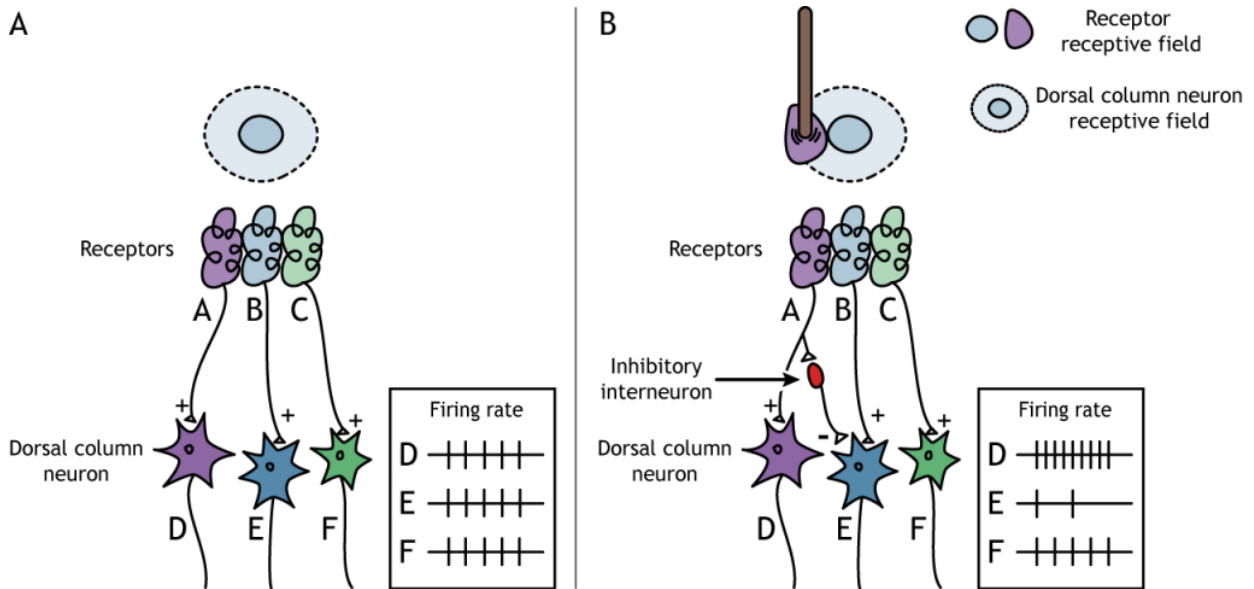 A
Receptors
A B C
+ + +
Dorsal column
neuron
D E F
Firing rate
D
E
F
B
Receptor
receptive field
Dorsal column neuron
receptive field
Receptors
A B C
Inhibitory
interneuron
+ - + +
Dorsal column
neuron
D E F
Firing rate
D
E
F